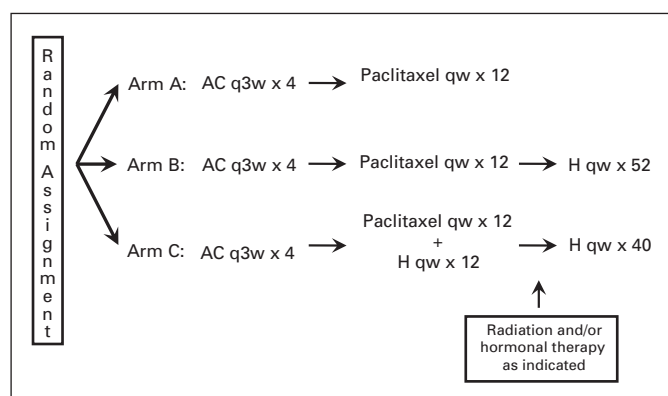 Random Assignment
Arm A: AC q3w x 4 Paclitaxel qw x 12
Arm B: AC q3w x 4 Paclitaxel qw x 12 H qw x 52
Paclitaxel qw x 12
+
Arm C: AC q3w x 4 H qw x 12 H qw x 40
Radiation and/or
hormonal therapy
as indicated